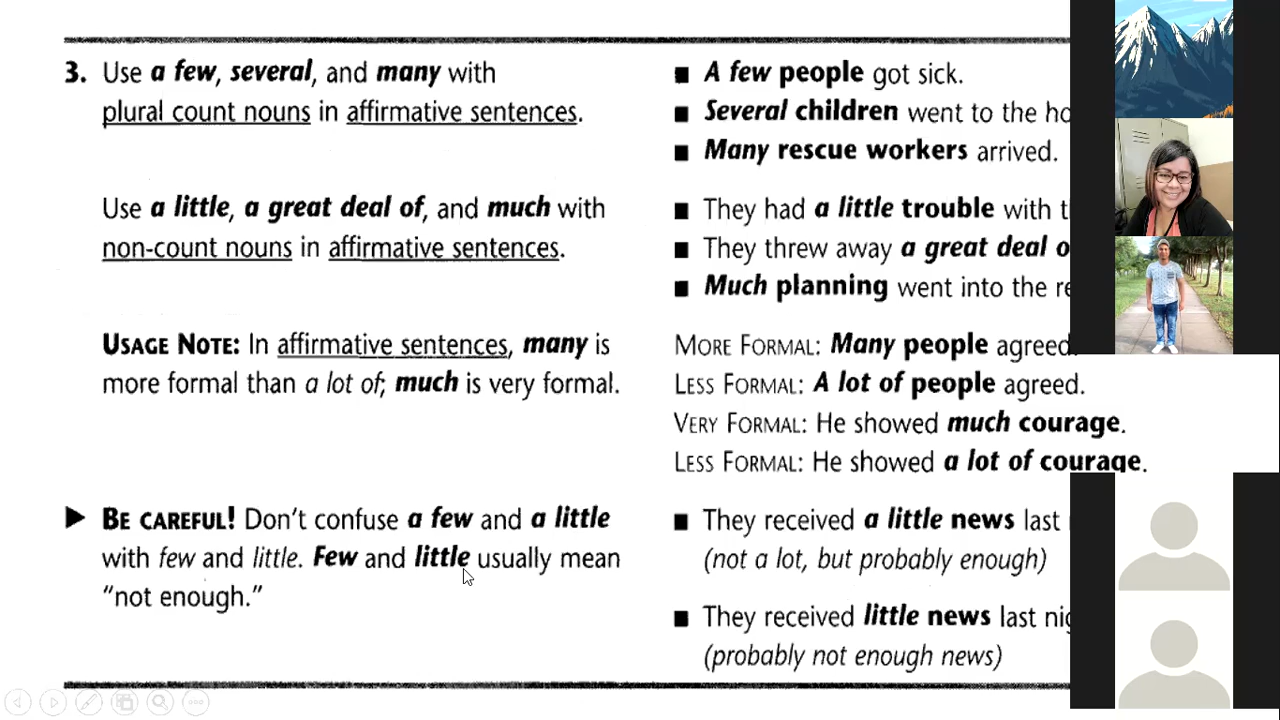 3. Use a few, several, and many with
plural count nouns in affirmative sentences.
■ A few people got sick.
■ Several children went to the
■ Many rescue workers arrived.
Use a little, a great deal of, and much with
non-count nouns in affirmative sentences.
■ They had a little trouble with
■ They threw away a great deal
■ Much planning went into the
USAGE NOTE: In affirmative sentences, many is
more formal than a lot of; much is very formal.
MORE FORMAL: Many people agreed.
LESS FORMAL: A lot of people agreed.
VERY FORMAL: He showed much courage.
LESS FORMAL: He showed a lot of courage.
▶ BE CAREFUL! Don't confuse a few and a little
with few and little. Few and little usually mean
"not enough."
■ They received a little news last
(not a lot, but probably enough)
■ They received little news last
(probably not enough news)